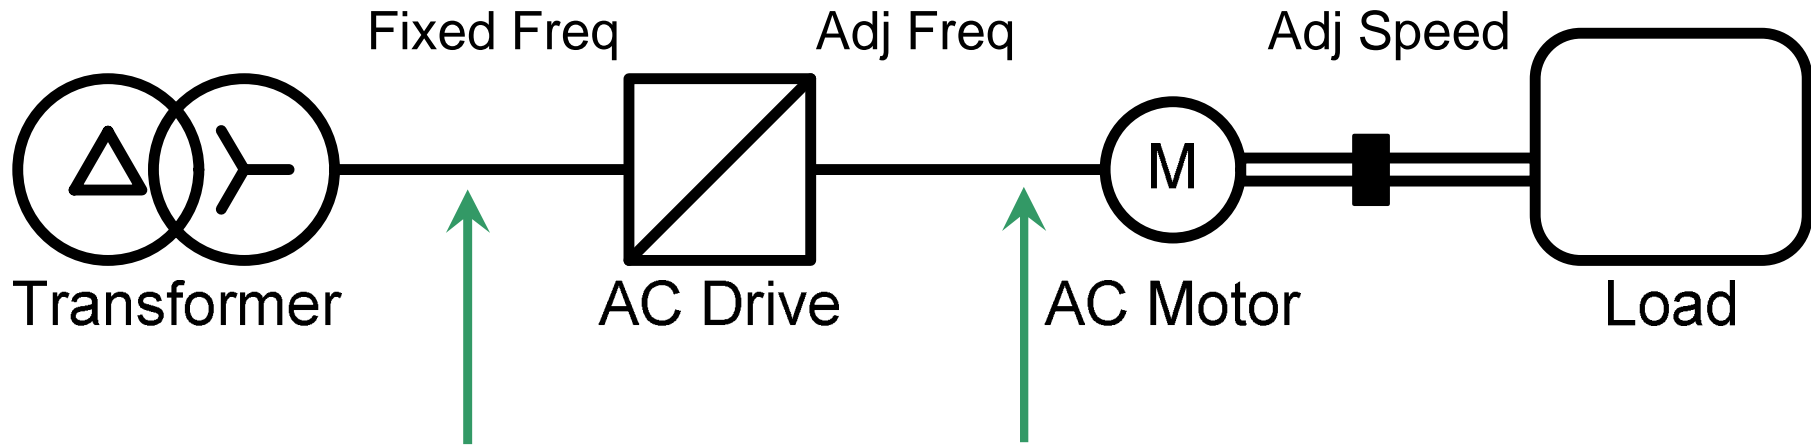 Fixed Freq
Adj Freq
Adj Speed
M
Transformer
AC Drive
AC Motor
Load